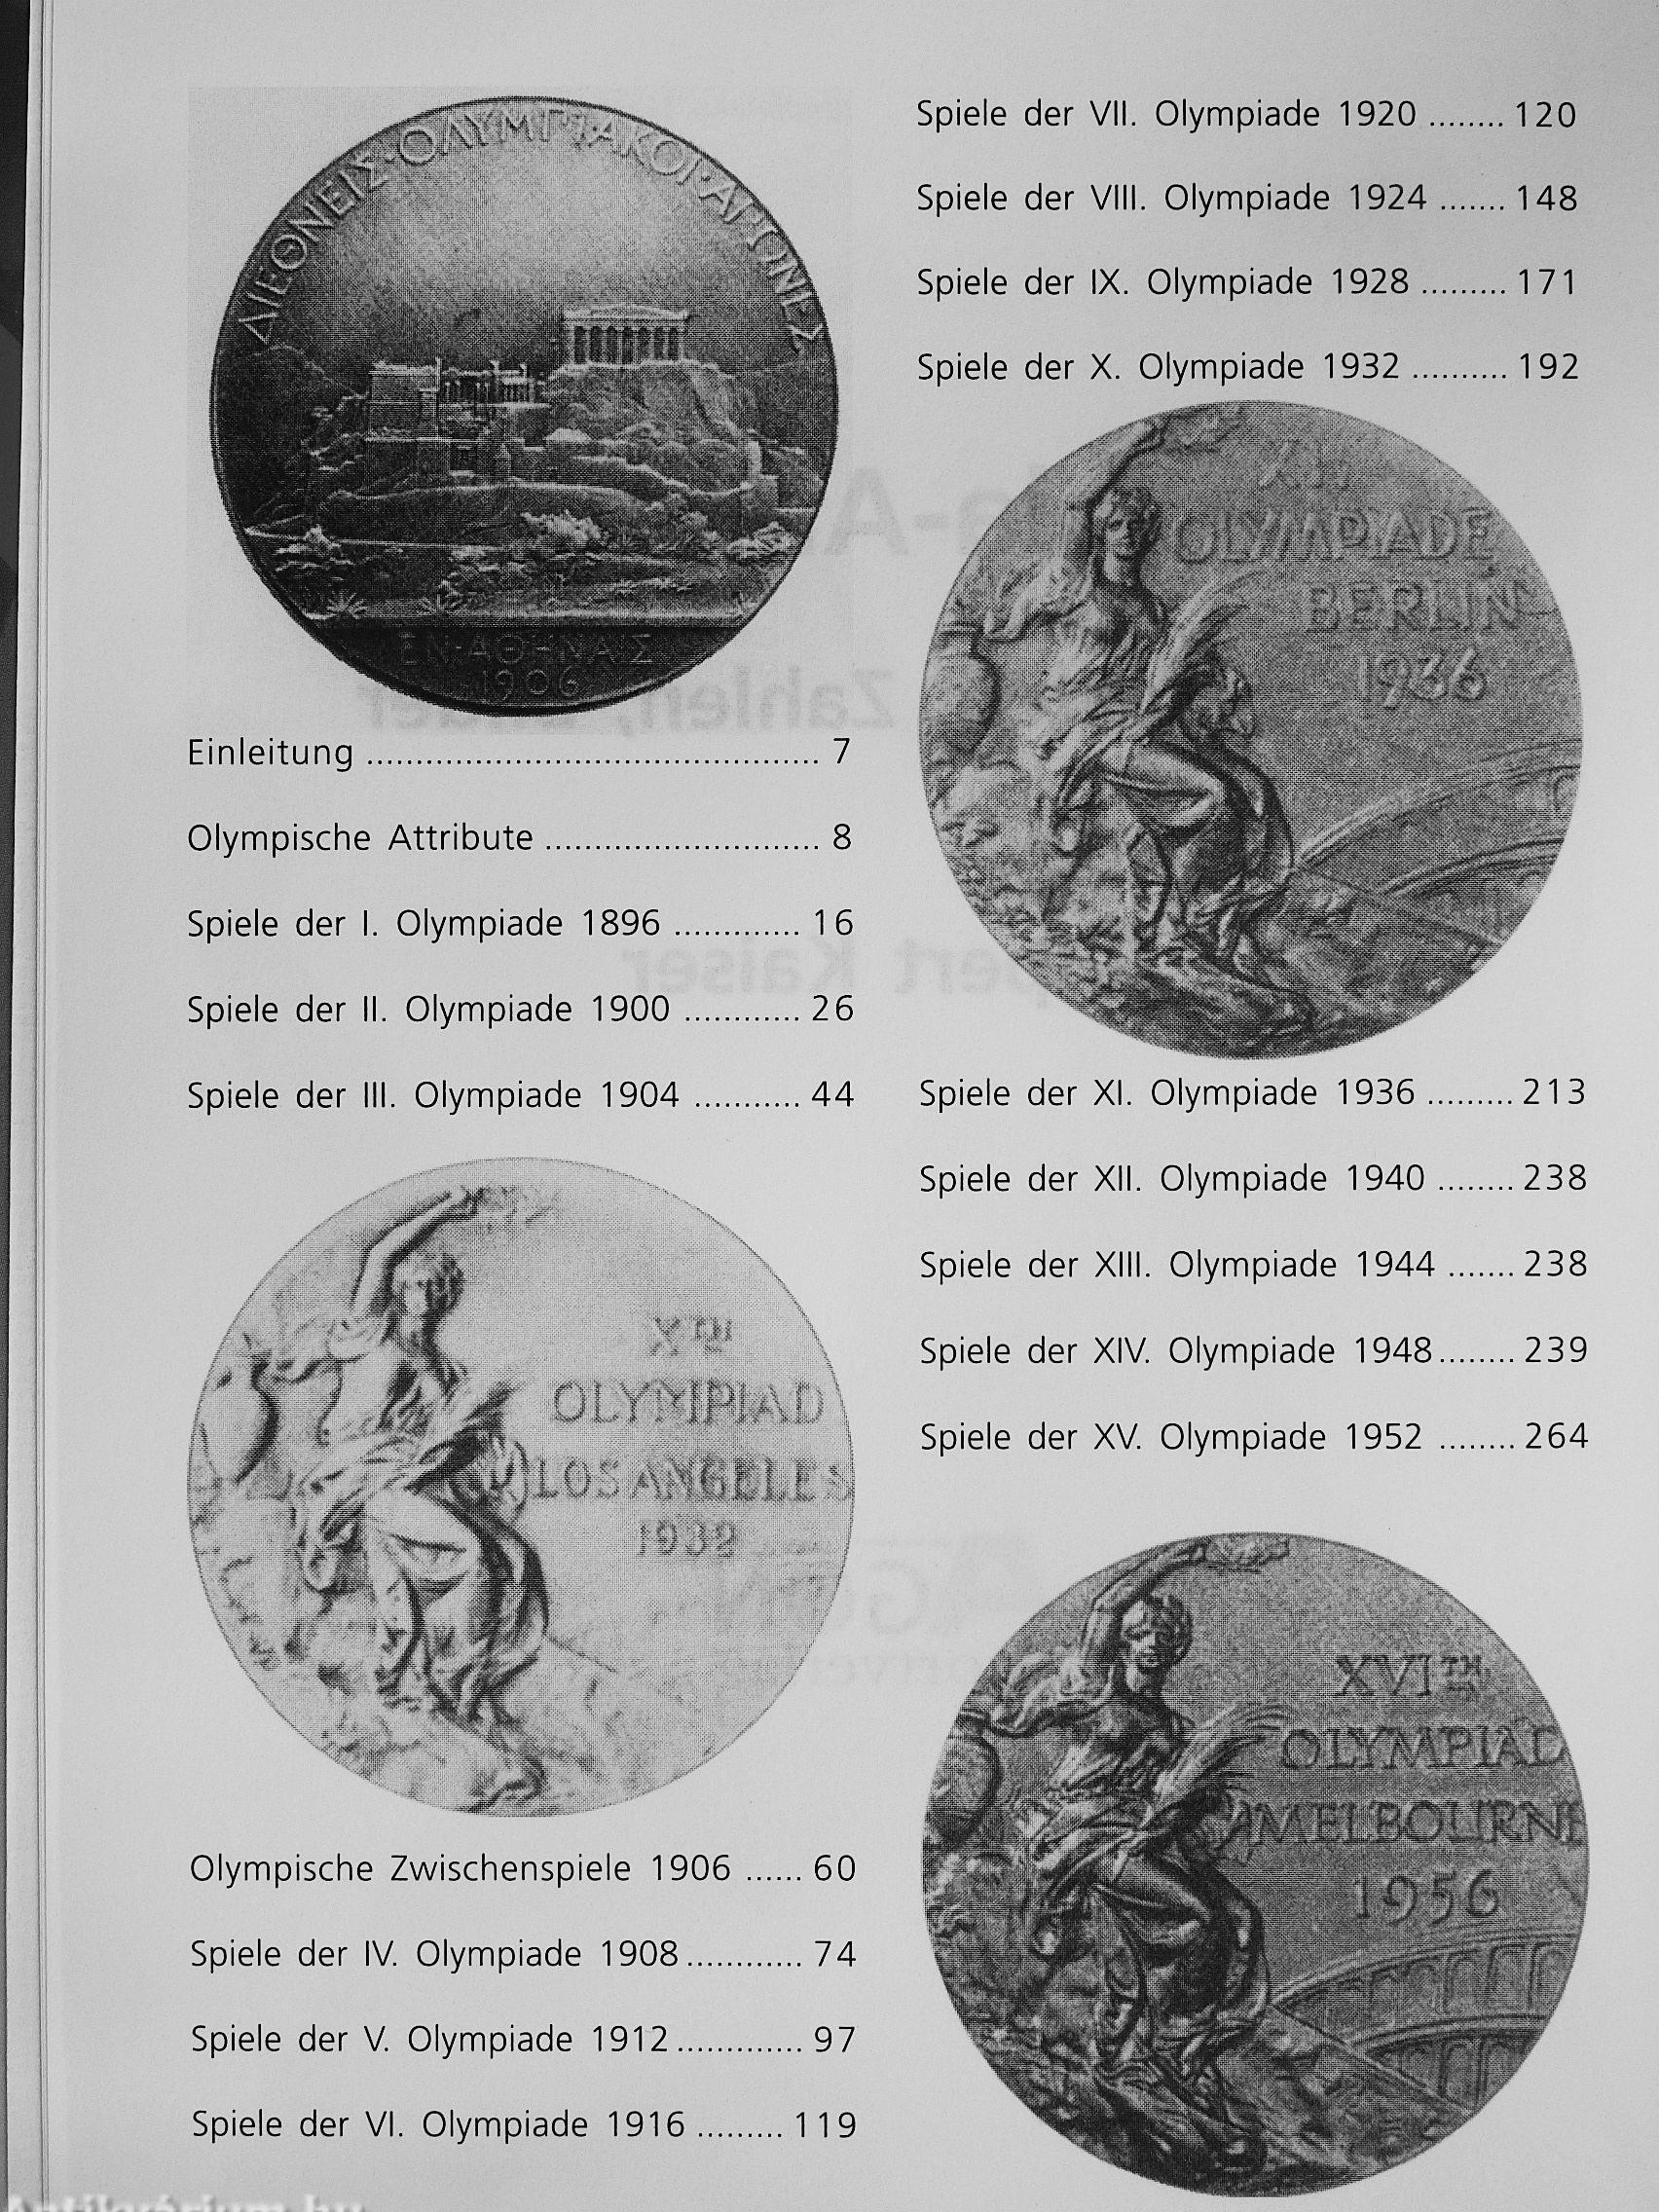 ΔΙΕΘΝΕΙΣ·ΟΛΥΜΠΙΑΚΟΙ·ΑΓΩΝΕΣ
ΕΝ·ΑΘΗΝΑΙΣ
1906
Einleitung .............................................. 7
Olympische Attribute ............................ 8
Spiele der I. Olympiade 1896 ............. 16
Spiele der II. Olympiade 1900 ............ 26
Spiele der III. Olympiade 1904 ........... 44
XTH
OLYMPIAD
LOS ANGELES
1932
Olympische Zwischenspiele 1906 ...... 60
Spiele der IV. Olympiade 1908............ 74
Spiele der V. Olympiade 1912............. 97
Spiele der VI. Olympiade 1916 ......... 119
Spiele der VII. Olympiade 1920 ........ 120
Spiele der VIII. Olympiade 1924 ....... 148
Spiele der IX. Olympiade 1928 ......... 171
Spiele der X. Olympiade 1932 .......... 192
XI.
OLYMPIADE
BERLIN
1936
Spiele der XI. Olympiade 1936 ......... 213
Spiele der XII. Olympiade 1940 ........ 238
Spiele der XIII. Olympiade 1944 ....... 238
Spiele der XIV. Olympiade 1948........ 239
Spiele der XV. Olympiade 1952 ........ 264
XVITH
OLYMPIAD
MELBOURNE
1956
Antikvárium.hu